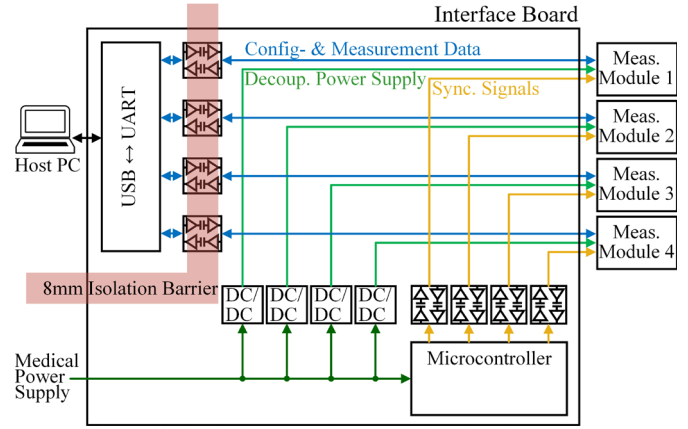 Interface Board
Config- & Measurement Data
Decoup. Power Supply
Sync. Signals
Meas.
Module 1
Meas.
Module 2
Meas.
Module 3
Meas.
Module 4
Host PC
USB ↔ UART
8mm Isolation Barrier
DC/
DC
DC/
DC
DC/
DC
DC/
DC
Microcontroller
Medical
Power
Supply